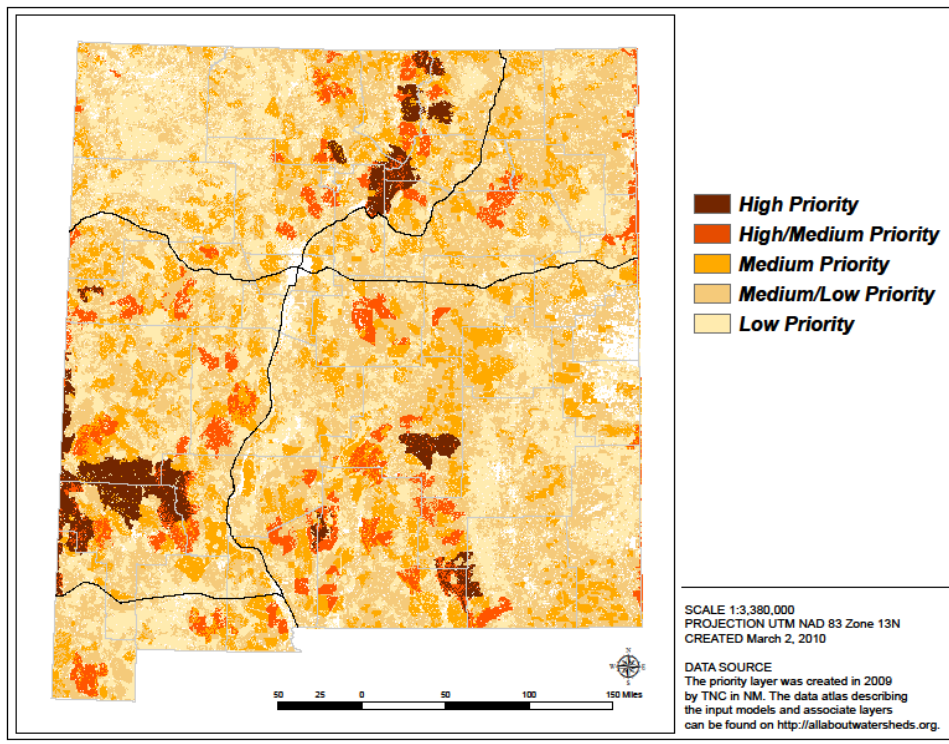 High Priority
High/Medium Priority
Medium Priority
Medium/Low Priority
Low Priority
SCALE 1:3,380,000
PROJECTION UTM NAD 83 Zone 13N
CREATED March 2, 2010
DATA SOURCE
The priority layer was created in 2009
by TNC in NM. The data atlas describing
the input models and associate layers
can be found on http://allaboutwatersheds.org.
N
W E
S
50 25 0 50 100 150 Miles